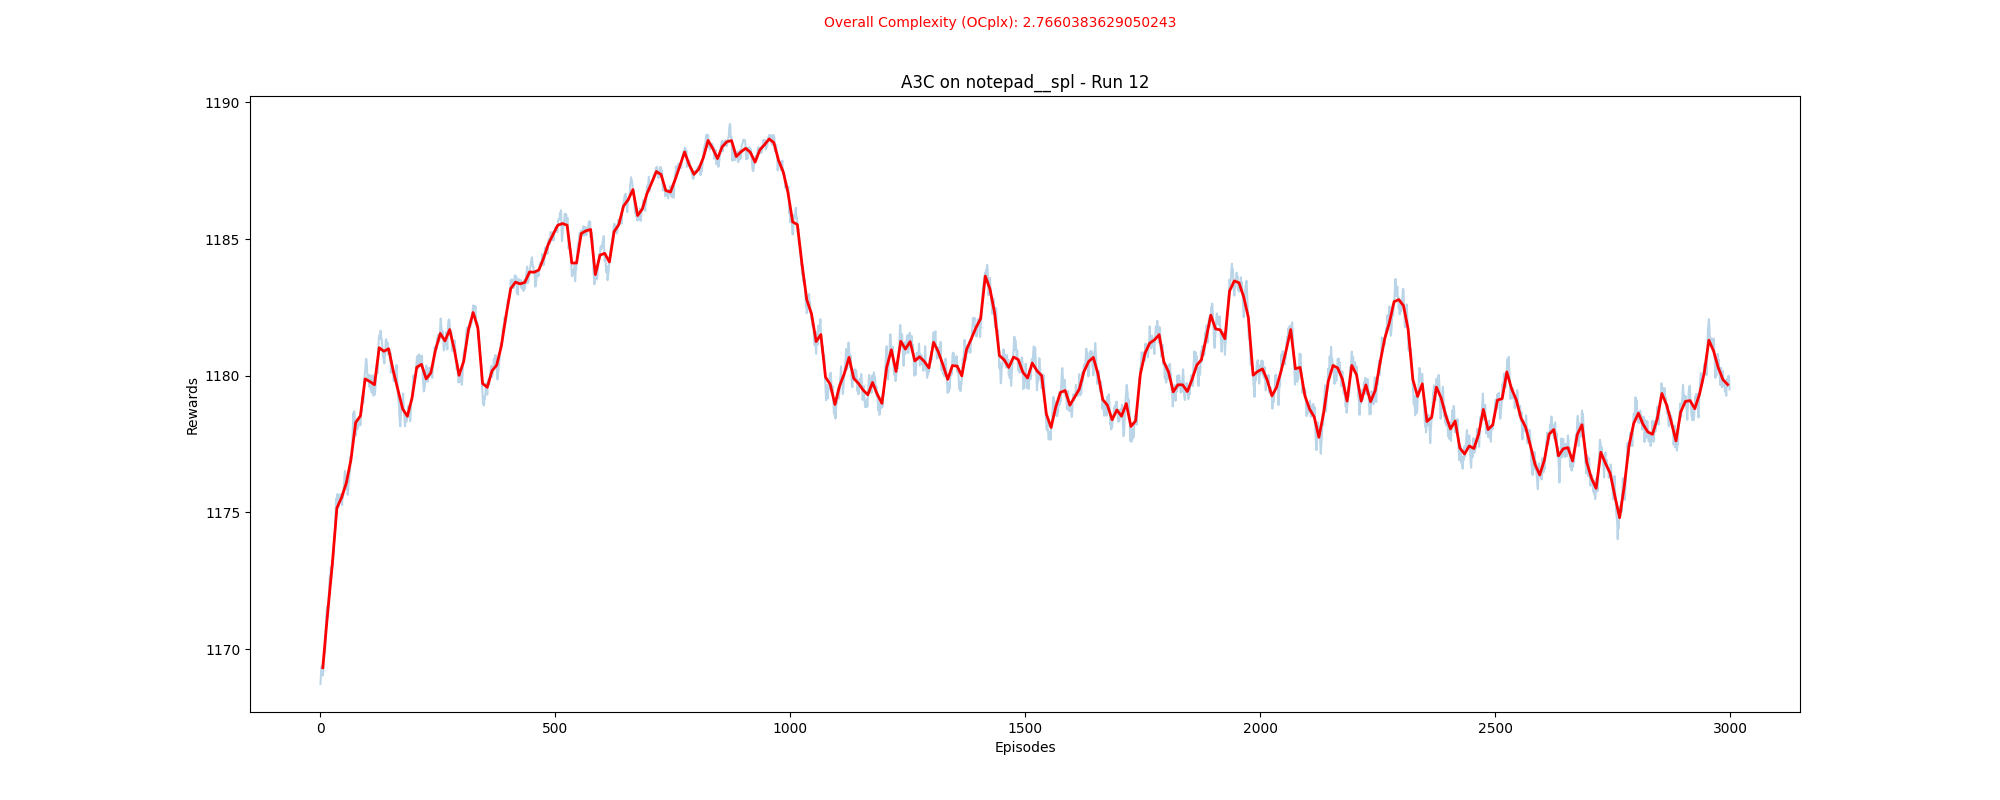 Overall Complexity (OCplx): 2.7660383629050243
A3C on notepad__spl - Run 12
1190
1185
1180
1175
1170
Rewards
0 500 1000 1500 2000 2500 3000
Episodes